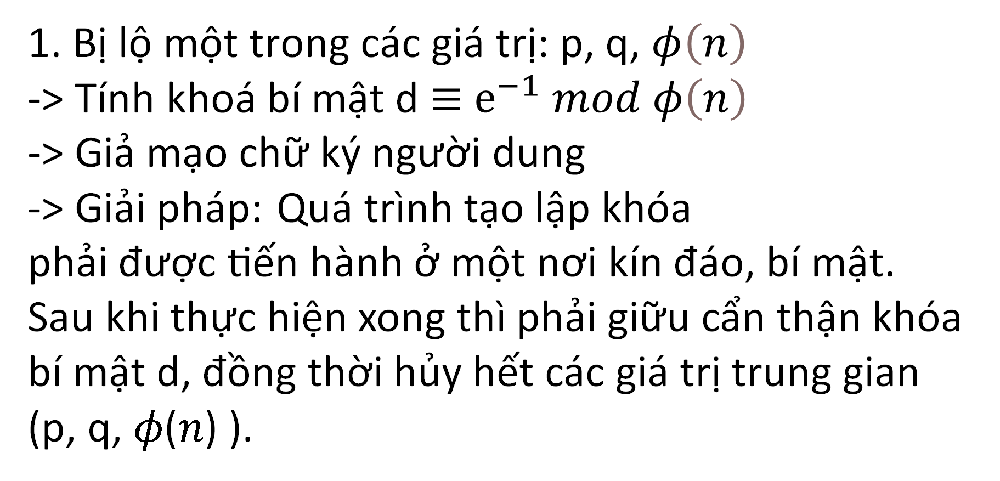 1. Bị lộ một trong các giá trị: p, q, ϕ(n)
-> Tính khoá bí mật d ≡ e⁻¹ mod ϕ(n)
-> Giả mạo chữ ký người dung
-> Giải pháp: Quá trình tạo lập khóa
phải được tiến hành ở một nơi kín đáo, bí mật.
Sau khi thực hiện xong thì phải giữu cẩn thận khóa
bí mật d, đồng thời hủy hết các giá trị trung gian
(p, q, ϕ(n) ).